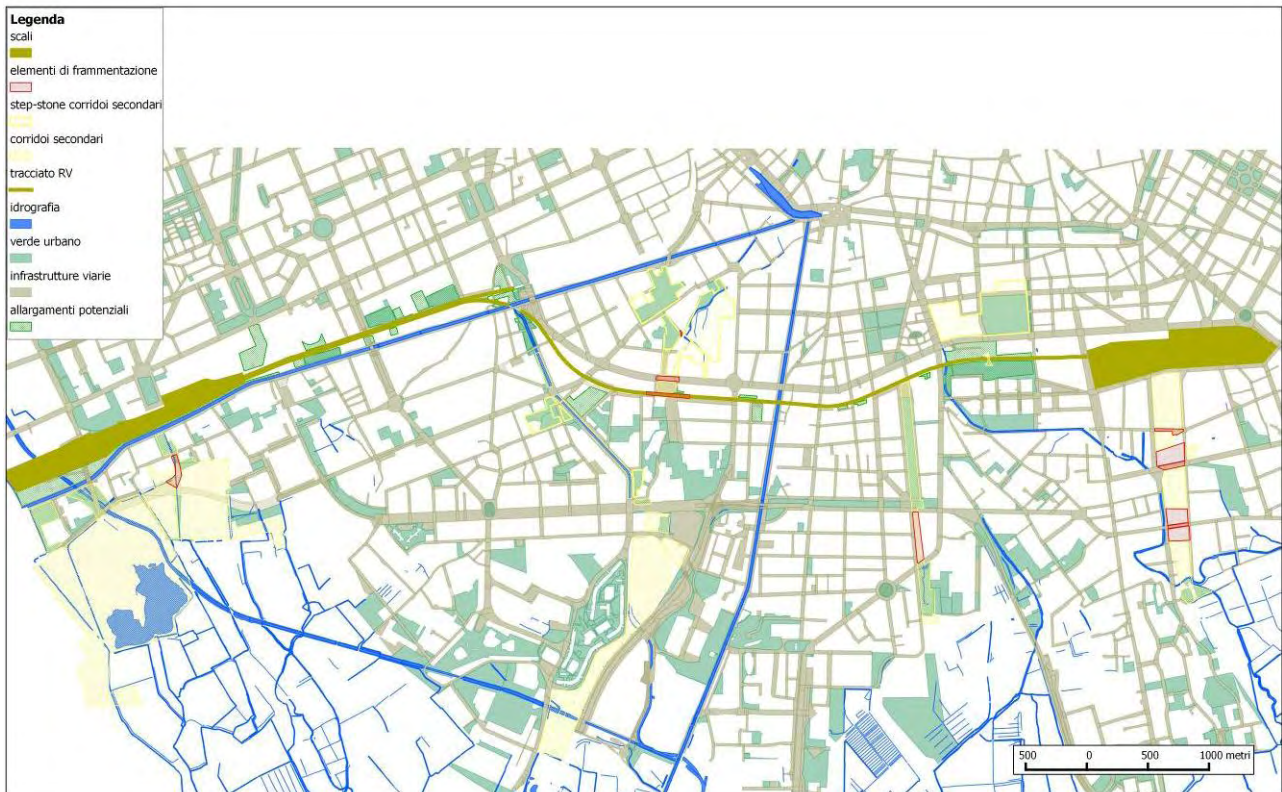 Legenda
scali
elementi di frammentazione
step-stone corridoi secondari
corridoi secondari
tracciato RV
idrografia
verde urbano
infrastrutture viarie
allargamenti potenziali
500 0 500 1000 metri